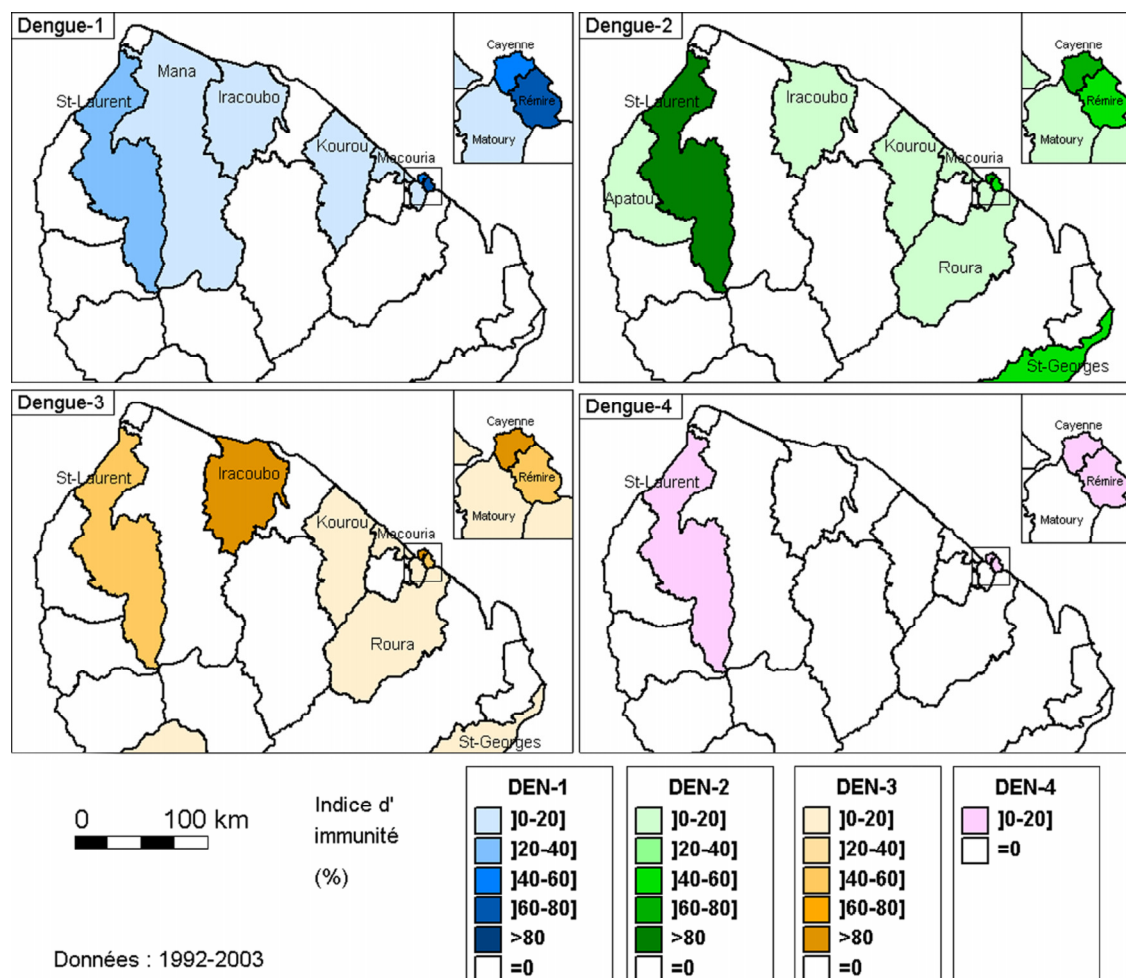 Dengue-1
Cayenne
Rémire
Matoury
Mana
St-Laurent
Iracoubo
Kourou
Macouria
Dengue-2
Cayenne
Rémire
Matoury
St-Laurent
Iracoubo
Kourou
Macouria
Apatou
Roura
St-Georges
Dengue-3
Cayenne
Rémire
Matoury
St-Laurent
Iracoubo
Kourou
Macouria
Roura
St-Georges
Dengue-4
Cayenne
Rémire
Matoury
St-Laurent
0 100 km
Indice d'
immunité
(%)
Données : 1992-2003
DEN-1
]0-20]
]20-40]
]40-60]
]60-80]
>80
=0
DEN-2
]0-20]
]20-40]
]40-60]
]60-80]
>80
=0
DEN-3
]0-20]
]20-40]
]40-60]
]60-80]
>80
=0
DEN-4
]0-20]
=0